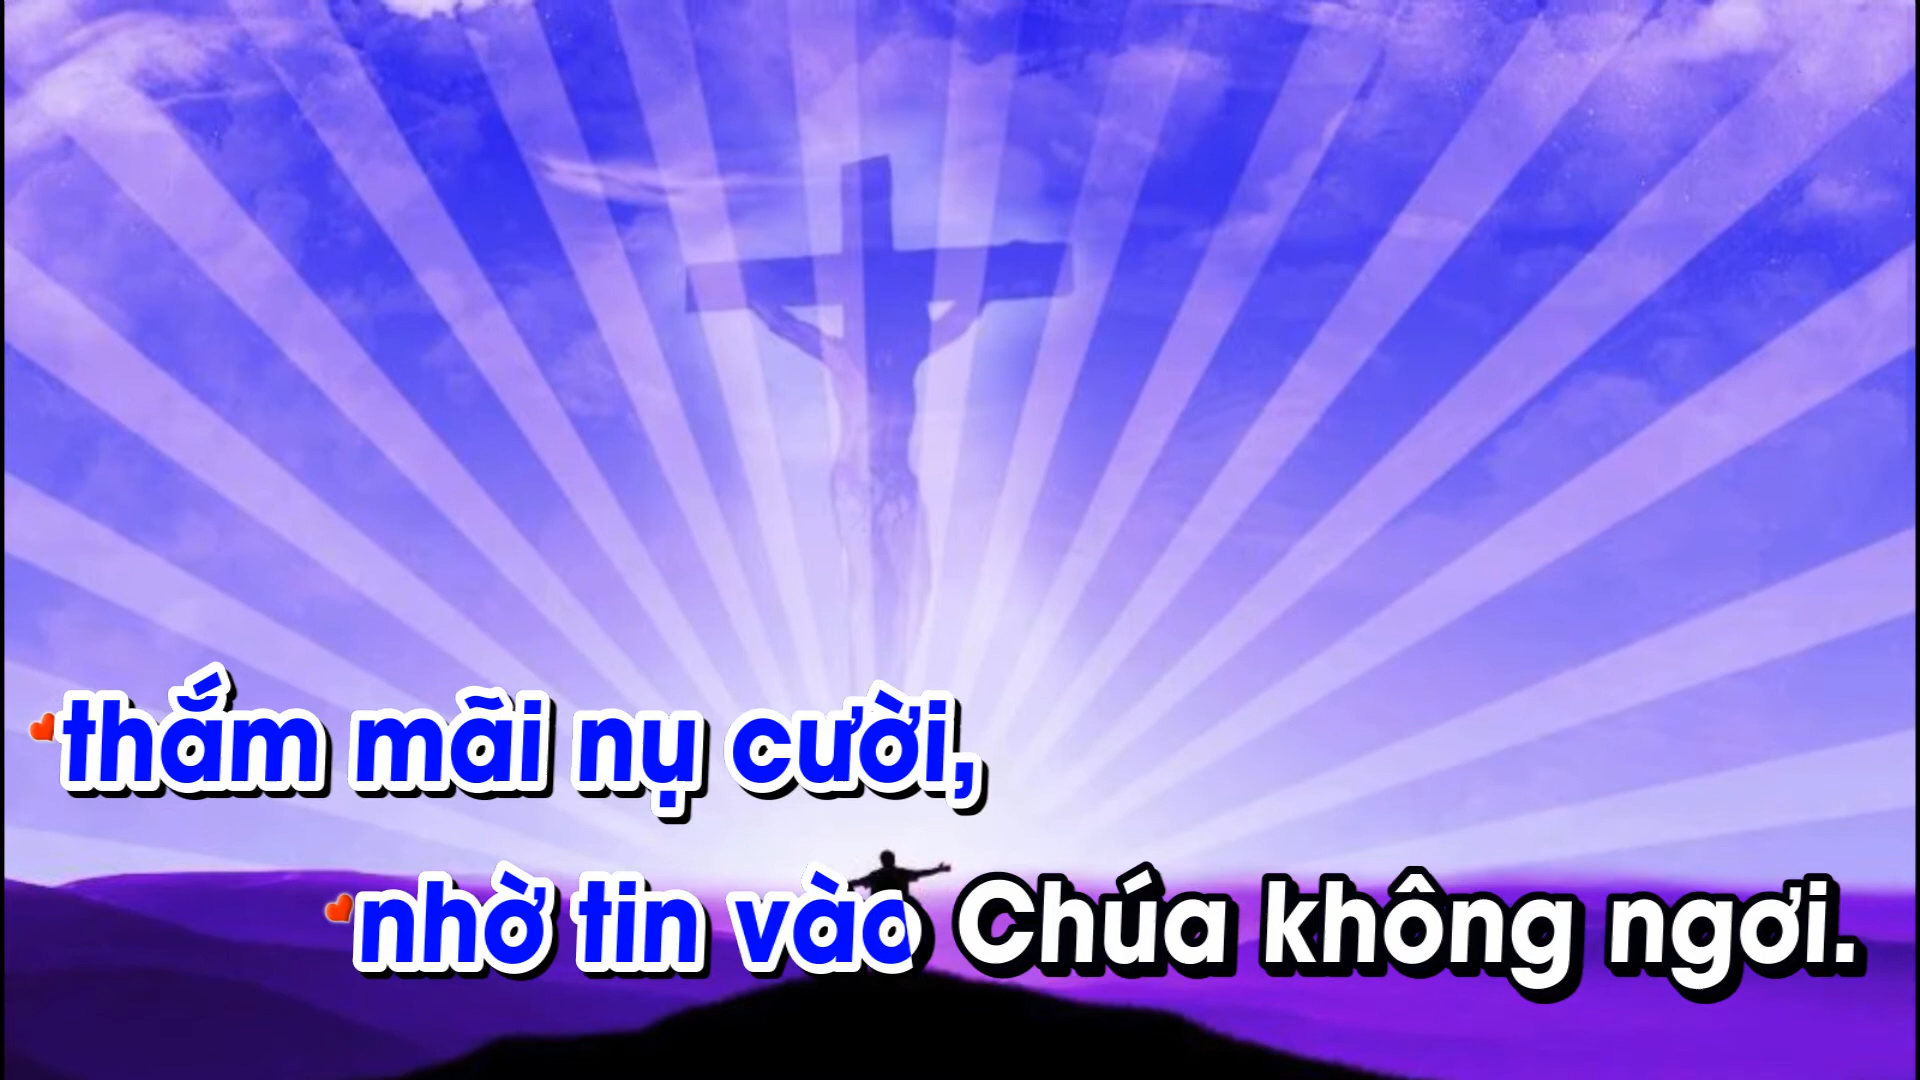 thắm mãi nụ cười,
nhờ tin vào Chúa không ngơi.